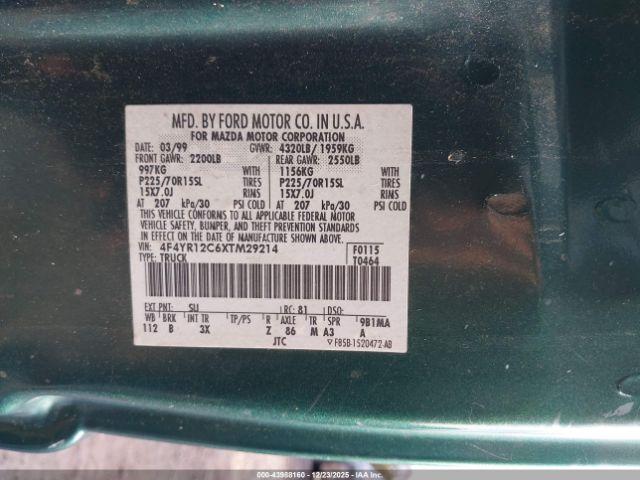 MFD. BY FORD MOTOR CO. IN U.S.A.
FOR MAZDA MOTOR CORPORATION
DATE: 03/99 GVWR: 4320LB/ 1959KG
FRONT GAWR: 2200LB REAR GAWR: 2550LB
997KG WITH 1156KG WITH
P225/70R15SL TIRES P225/70R15SL TIRES
15X7.0J RIMS 15X7.0J RIMS
AT 207 kPa/30 PSI COLD AT 207 kPa/30 PSI COLD
THIS VEHICLE CONFORMS TO ALL APPLICABLE FEDERAL MOTOR
VEHICLE SAFETY, BUMPER, AND THEFT PREVENTION STANDARDS
IN EFFECT ON THE DATE OF MANUFACTURE SHOWN ABOVE.
VIN: 4F4YR12C6XTM29214 F0115
TYPE: TRUCK T0464
EXT PNT: SU RC: 81 DSO:
WB BRK INT TR TP/PS R AXLE TR SPR 9B1MA
112 B 3X Z 86 M A3 A
JTC F85B-1520472-AB
000-43988160 - 12/23/2025 - IAA Inc.